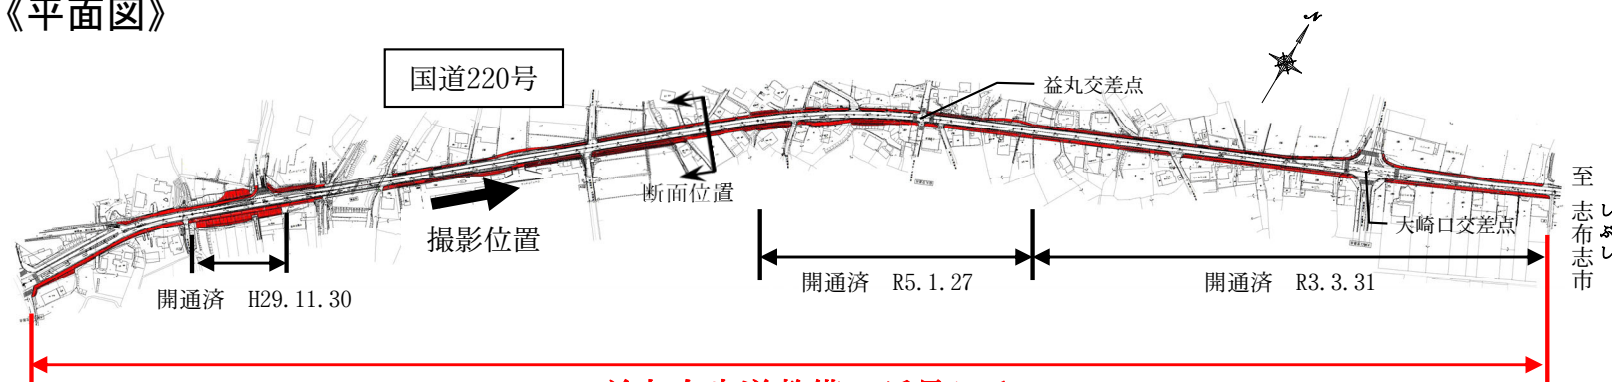 《平面図》
国道220号
益丸交差点
断面位置
撮影位置
大崎口交差点
至 志布志市
しぶし
開通済 H29.11.30
開通済 R5.1.27
開通済 R3.3.31
N